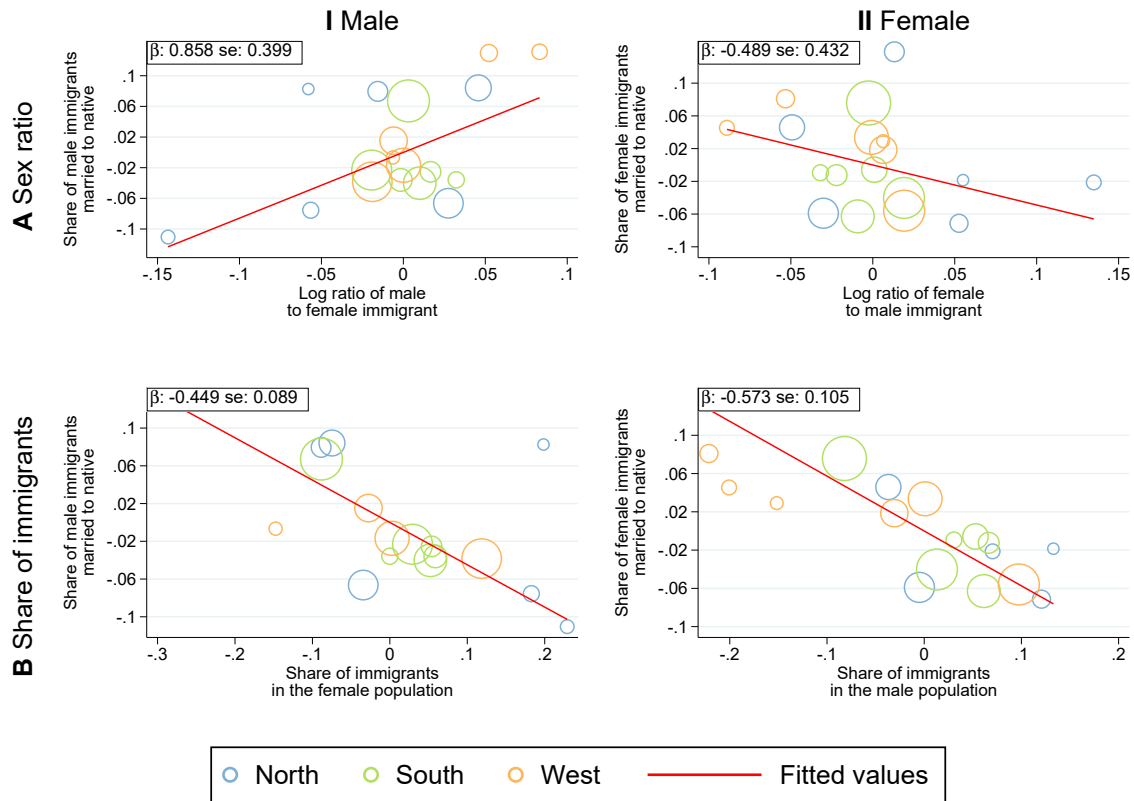 I Male
II Female
A Sex ratio
β: 0.858 se: 0.399
Share of male immigrants
married to native
.1
.06
.02
-.02
-.06
-.1
-.15
-.1
-.05
0
.05
.1
Log ratio of male
to female immigrant
β: -0.489 se: 0.432
Share of female immigrants
married to native
.1
.06
.02
-.02
-.06
-.1
-.1
-.05
0
.05
.1
.15
Log ratio of female
to male immigrant
B Share of immigrants
β: -0.449 se: 0.089
Share of male immigrants
married to native
.1
.06
.02
-.02
-.06
-.1
-.3
-.2
-.1
0
.1
.2
Share of immigrants
in the female population
β: -0.573 se: 0.105
Share of female immigrants
married to native
.1
.06
.02
-.02
-.06
-.1
-.2
-.1
0
.1
.2
Share of immigrants
in the male population
North
South
West
Fitted values